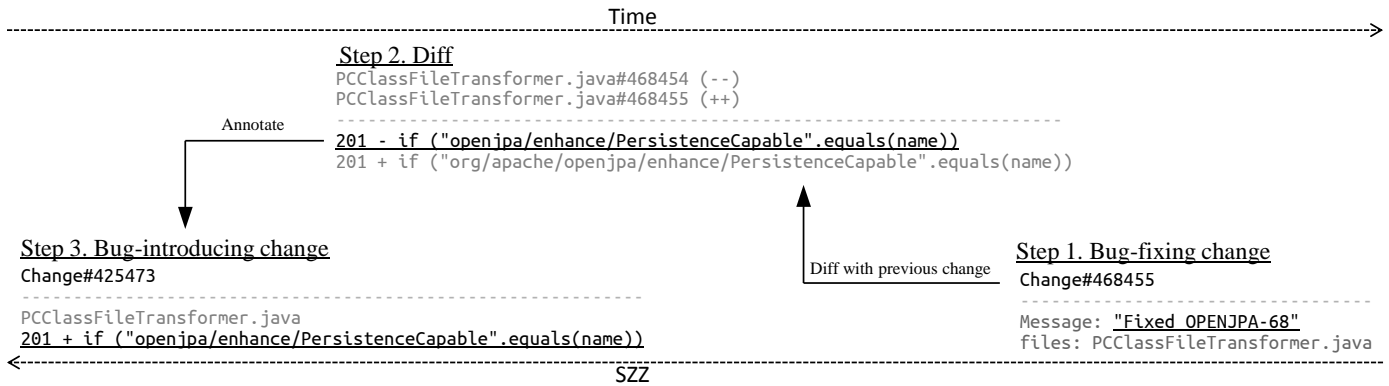 Time
Step 2. Diff
PCClassFileTransformer.java#468454 (--)
PCClassFileTransformer.java#468455 (++)
Annotate
201 - if ("openjpa/enhance/PersistenceCapable".equals(name))
201 + if ("org/apache/openjpa/enhance/PersistenceCapable".equals(name))
Step 3. Bug-introducing change
Change#425473
PCClassFileTransformer.java
201 + if ("openjpa/enhance/PersistenceCapable".equals(name))
Diff with previous change
Step 1. Bug-fixing change
Change#468455
Message: "Fixed OPENJPA-68"
files: PCClassFileTransformer.java
SZZ